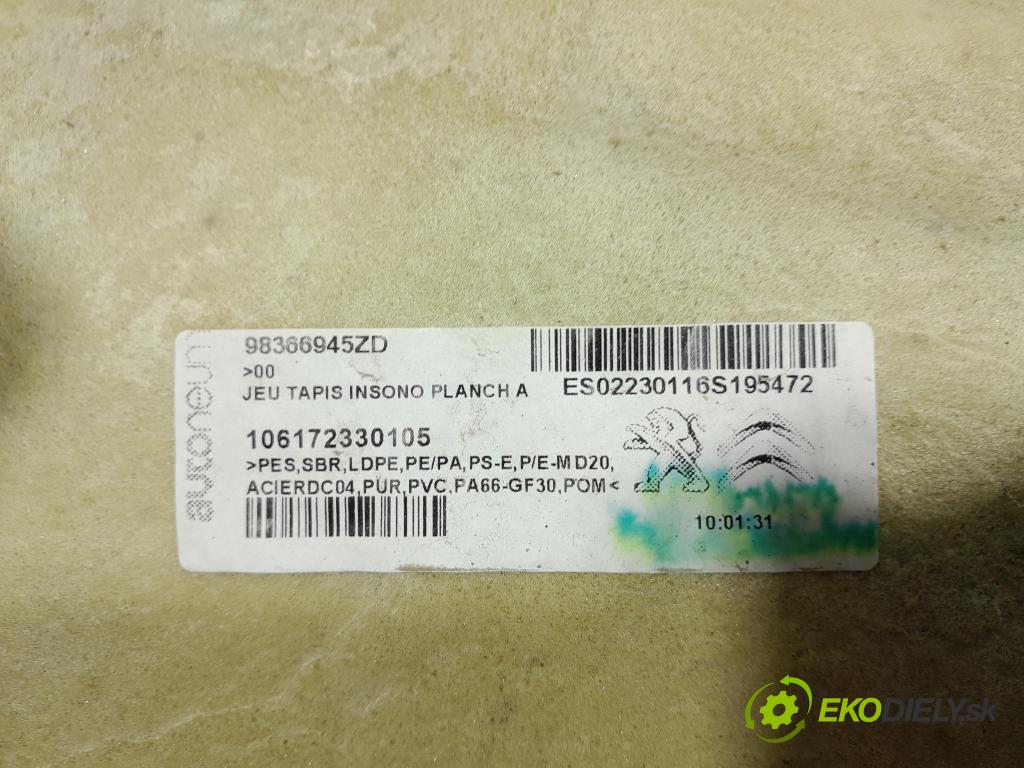 autoneum
98366945ZD
>00
JEU TAPIS INSONO PLANCH A
ES02230116S195472
106172330105
>PES,SBR,LDPE,PE/PA,PS-E,P/E-MD20,
ACIERDC04,PUR,PVC,PA66-GF30,POM<
10:01:31
EKODIELY.sk